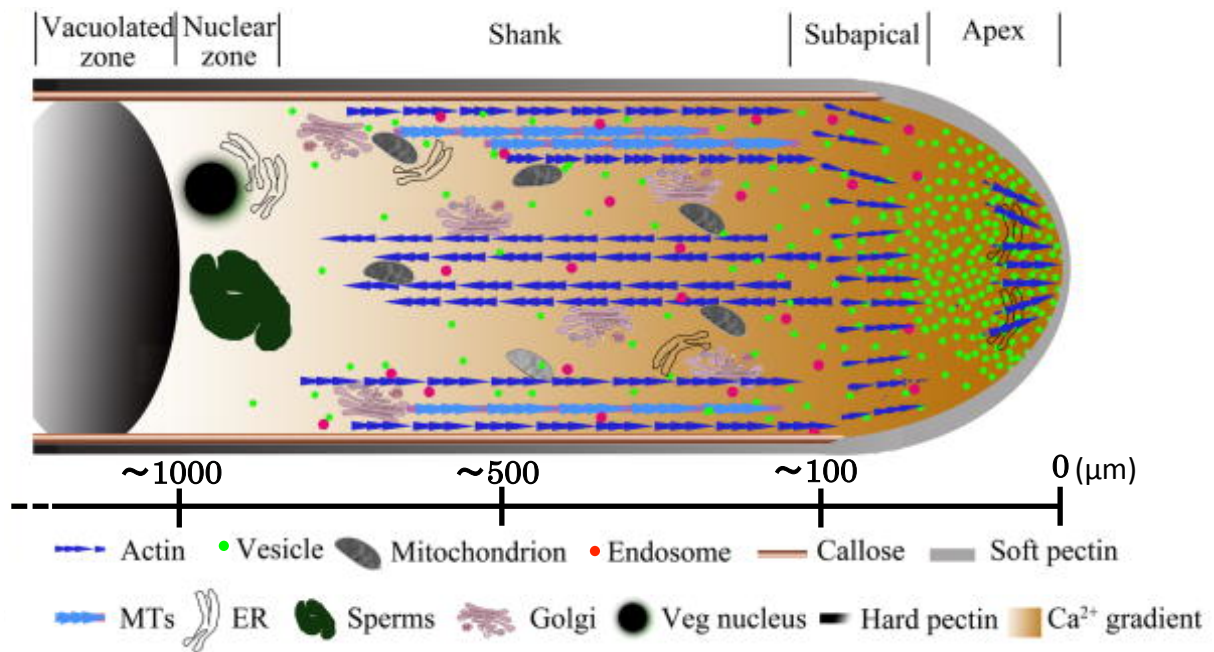 Vacuolated zone
Nuclear zone
Shank
Subapical
Apex
~1000
~500
~100
0 (μm)
Actin
Vesicle
Mitochondrion
Endosome
Callose
Soft pectin
MTs
ER
Sperms
Golgi
Veg nucleus
Hard pectin
Ca²⁺ gradient